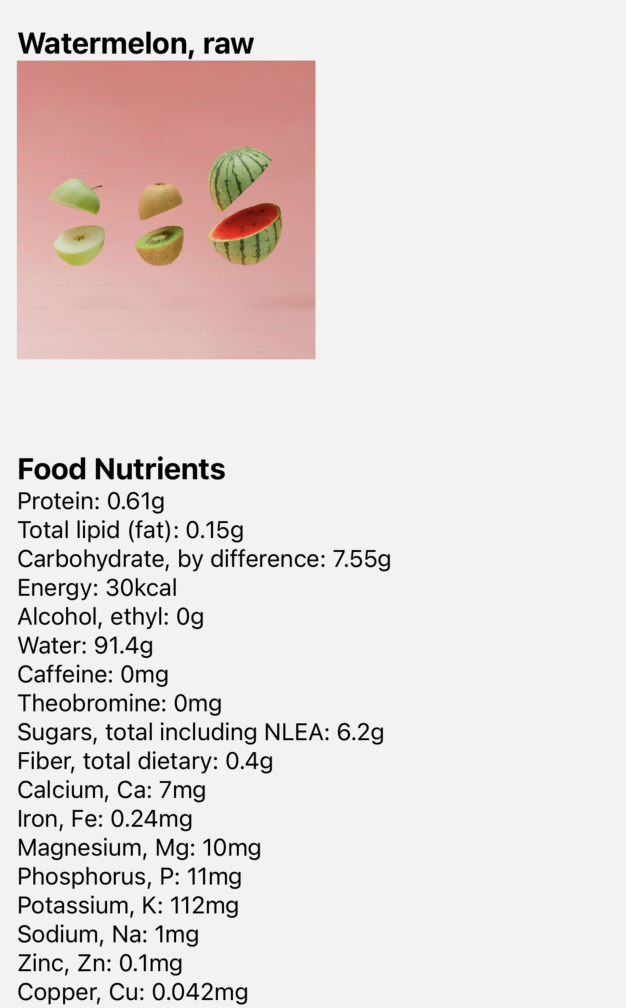 Watermelon, raw
Food Nutrients
Protein: 0.61g
Total lipid (fat): 0.15g
Carbohydrate, by difference: 7.55g
Energy: 30kcal
Alcohol, ethyl: 0g
Water: 91.4g
Caffeine: 0mg
Theobromine: 0mg
Sugars, total including NLEA: 6.2g
Fiber, total dietary: 0.4g
Calcium, Ca: 7mg
Iron, Fe: 0.24mg
Magnesium, Mg: 10mg
Phosphorus, P: 11mg
Potassium, K: 112mg
Sodium, Na: 1mg
Zinc, Zn: 0.1mg
Copper, Cu: 0.042mg